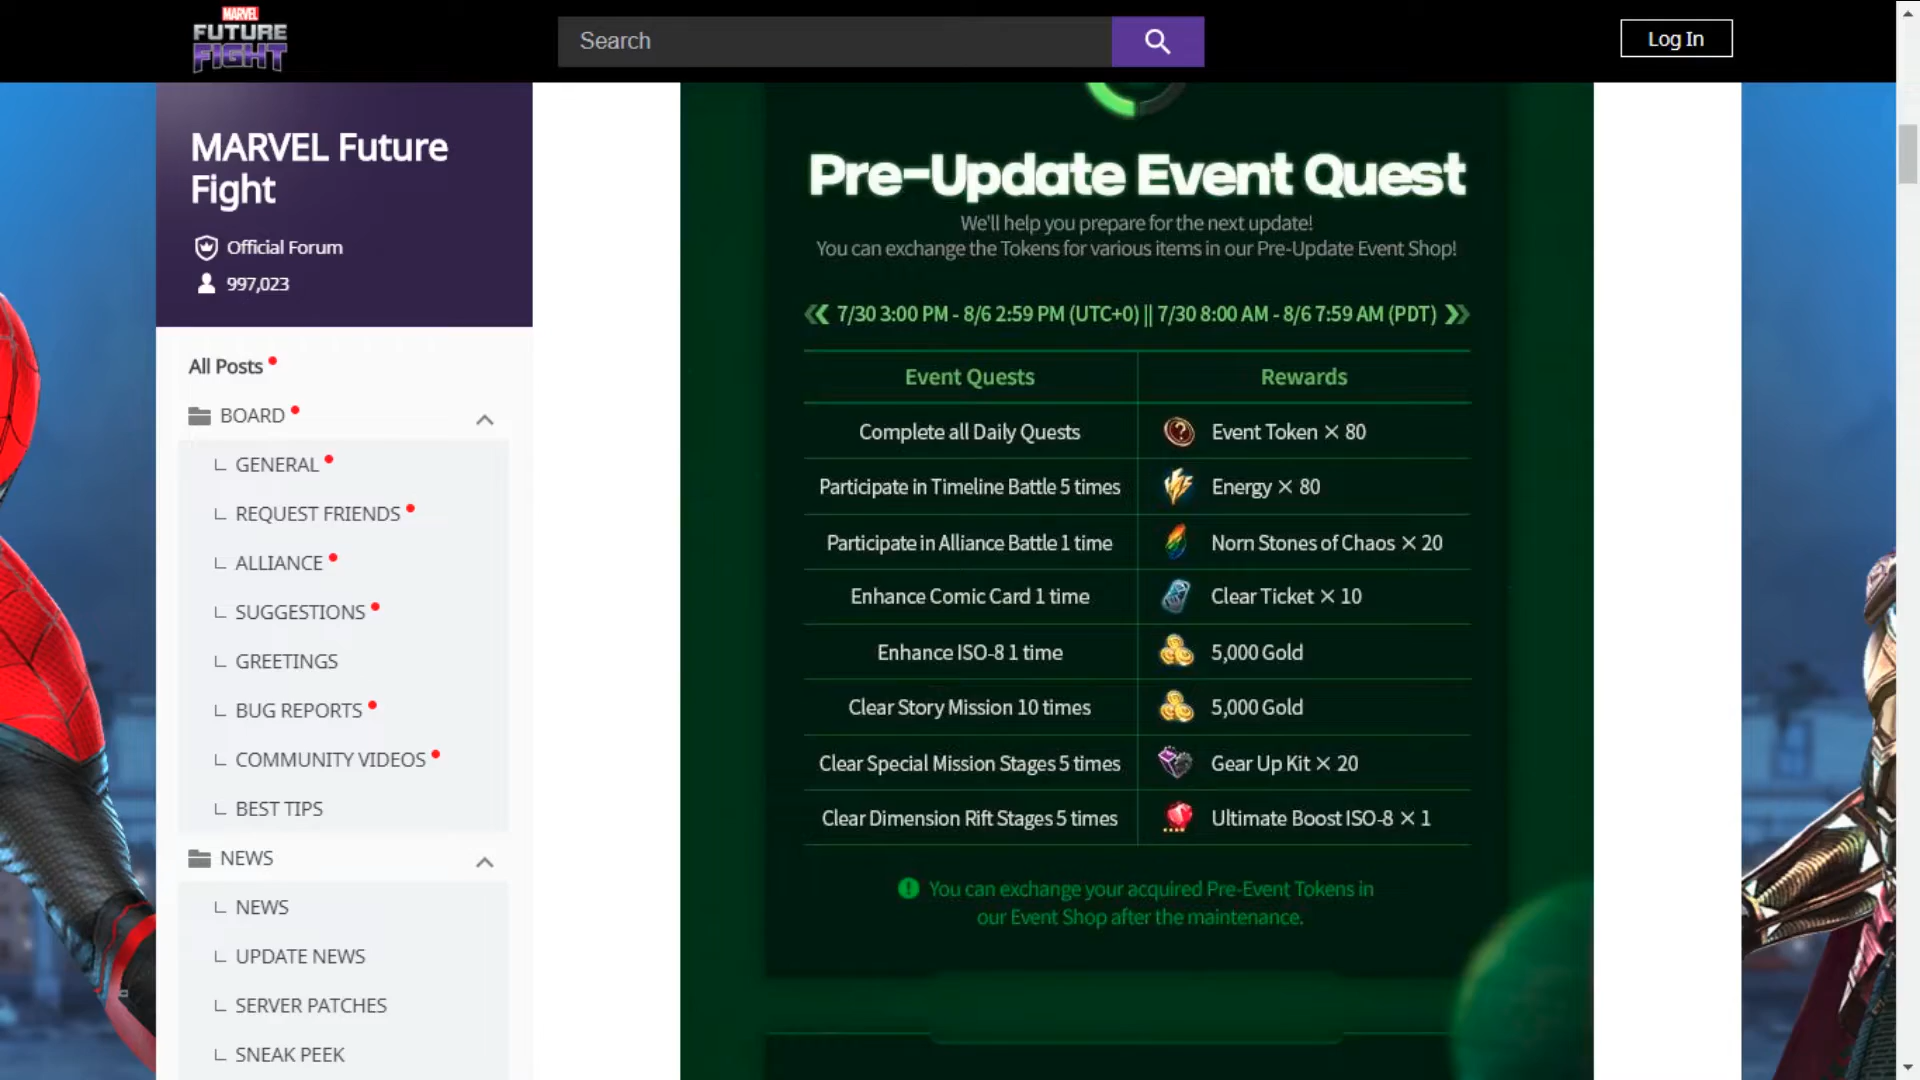 MARVEL
FUTURE
FIGHT
Search
Log In
MARVEL Future
Fight
Official Forum
997,023
All Posts
BOARD
GENERAL
REQUEST FRIENDS
ALLIANCE
SUGGESTIONS
GREETINGS
BUG REPORTS
COMMUNITY VIDEOS
BEST TIPS
NEWS
NEWS
UPDATE NEWS
SERVER PATCHES
SNEAK PEEK
Pre-Update Event Quest
We'll help you prepare for the next update!
You can exchange the Tokens for various items in our Pre-Update Event Shop!
7/30 3:00 PM - 8/6 2:59 PM (UTC+0) || 7/30 8:00 AM - 8/6 7:59 AM (PDT)
Event Quests Rewards
Complete all Daily Quests Event Token × 80
Participate in Timeline Battle 5 times Energy × 80
Participate in Alliance Battle 1 time Norn Stones of Chaos × 20
Enhance Comic Card 1 time Clear Ticket × 10
Enhance ISO-8 1 time 5,000 Gold
Clear Story Mission 10 times 5,000 Gold
Clear Special Mission Stages 5 times Gear Up Kit × 20
Clear Dimension Rift Stages 5 times Ultimate Boost ISO-8 × 1
You can exchange your acquired Pre-Event Tokens in
our Event Shop after the maintenance.